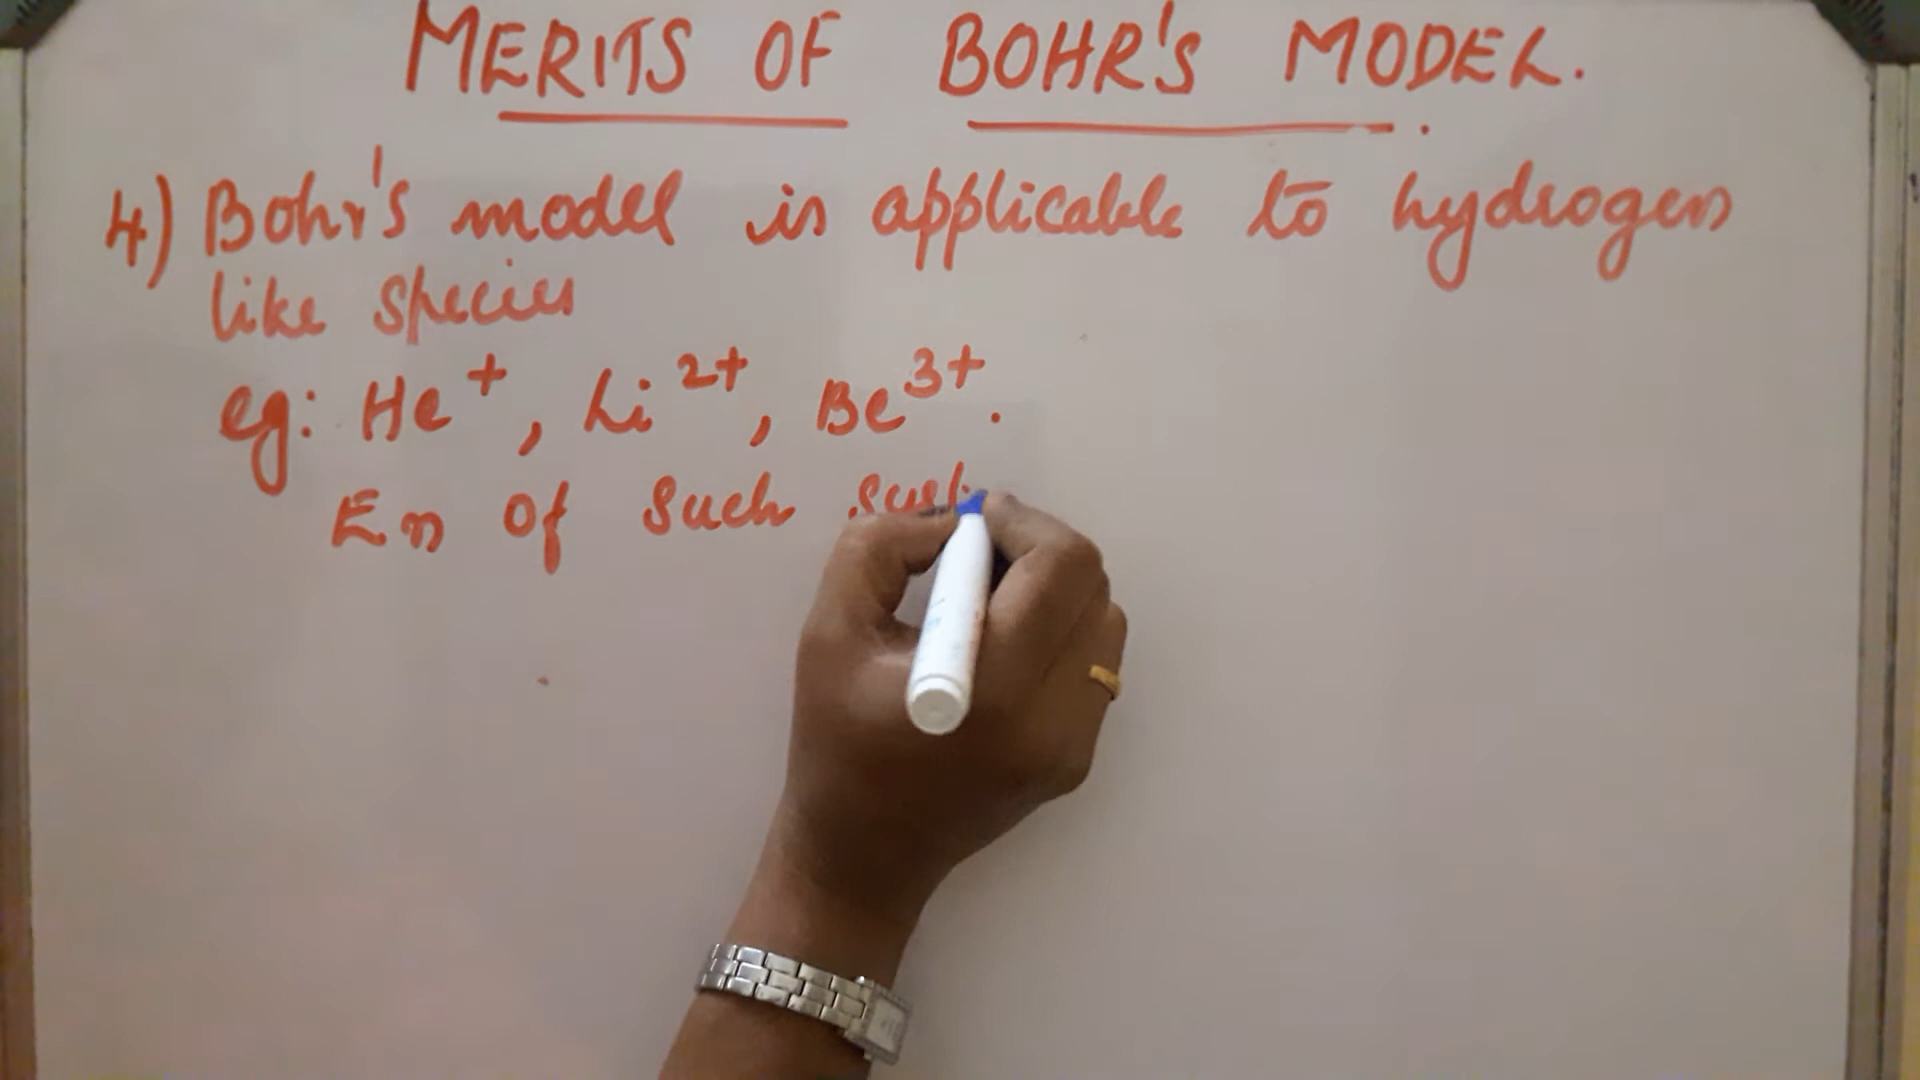 MERITS OF BOHR'S MODEL.
4) Bohr's model is applicable to hydrogen
like species
eg: He⁺, Li²⁺, Be³⁺.
En of such